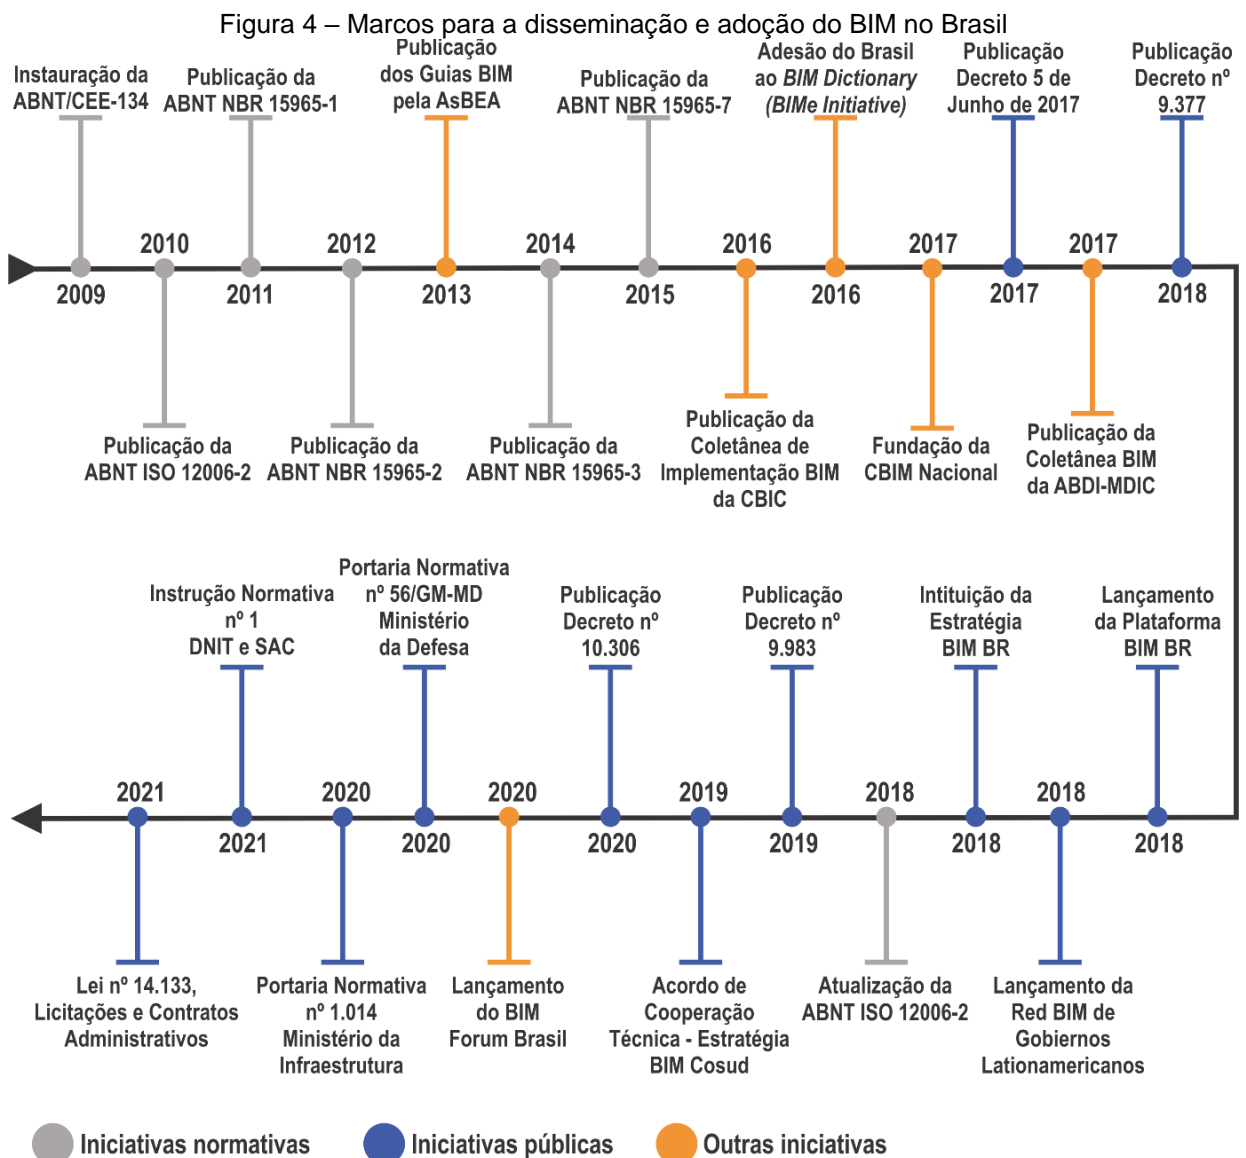 Figura 4 – Marcos para a disseminação e adoção do BIM no Brasil
Instauração da
ABNT/CEE-134
2009
2010
Publicação da
ABNT ISO 12006-2
Publicação da
ABNT NBR 15965-1
2011
2012
Publicação da
ABNT NBR 15965-2
Publicação
dos Guias BIM
pela AsBEA
2013
2014
Publicação da
ABNT NBR 15965-3
Publicação da
ABNT NBR 15965-7
2015
2016
Publicação da
Coletânea de
Implementação BIM
da CBIC
Adesão do Brasil
ao BIM Dictionary
(BIMe Initiative)
2016
2017
Fundação da
CBIM Nacional
Publicação
Decreto 5 de
Junho de 2017
2017
2017
Publicação da
Coletânea BIM
da ABDI-MDIC
Publicação
Decreto nº
9.377
2018
Lançamento
da Plataforma
BIM BR
2018
2018
Lançamento da
Red BIM de
Gobiernos
Lationamericanos
Intituição da
Estratégia
BIM BR
2018
2018
Atualização da
ABNT ISO 12006-2
Publicação
Decreto nº
9.983
2019
2019
Acordo de
Cooperação
Técnica - Estratégia
BIM Cosud
Publicação
Decreto nº
10.306
2020
2020
Lançamento
do BIM
Forum Brasil
Portaria Normativa
nº 56/GM-MD
Ministério
da Defesa
2020
2020
Portaria Normativa
nº 1.014
Ministério da
Infraestrutura
Instrução Normativa
nº 1
DNIT e SAC
2021
2021
Lei nº 14.133,
Licitações e Contratos
Administrativos
Iniciativas normativas
Iniciativas públicas
Outras iniciativas